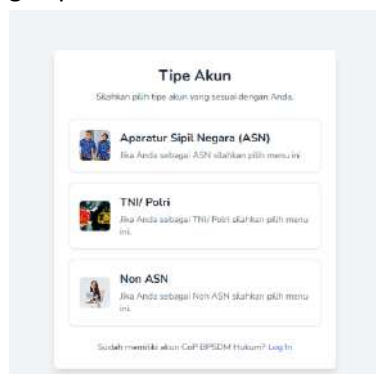 Tipe Akun
Silahkan pilih tipe akun yang sesuai dengan Anda.
Aparatur Sipil Negara (ASN)
Jika Anda sebagai ASN silahkan pilih menu ini
TNI/ Polri
Jika Anda sebagai TNI/ Polri silahkan pilih menu
ini.
Non ASN
Jika Anda sebagai Non ASN silahkan pilih menu
ini.
Sudah memiliki akun CoP BPSDM Hukum? Log In